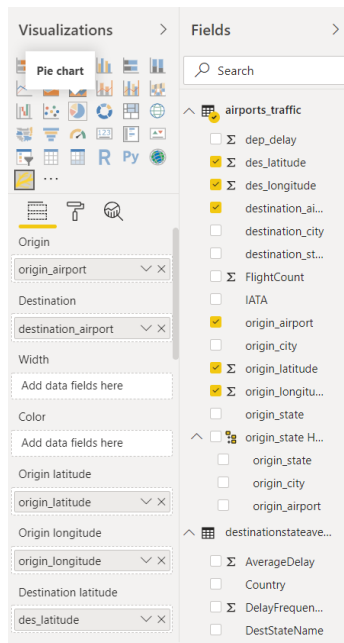 Visualizations
Pie chart
123
R Py
...
Origin
origin_airport
Destination
destination_airport
Width
Add data fields here
Color
Add data fields here
Origin latitude
origin_latitude
Origin longitude
origin_longitude
Destination latitude
des_latitude
Fields
Search
airports_traffic
Σ dep_delay
Σ des_latitude
Σ des_longitude
destination_ai...
destination_city
destination_st...
Σ FlightCount
IATA
origin_airport
origin_city
Σ origin_latitude
Σ origin_longitu...
origin_state
origin_state H...
origin_state
origin_city
origin_airport
destinationstateave...
Σ AverageDelay
Country
Σ DelayFrequen...
DestStateName